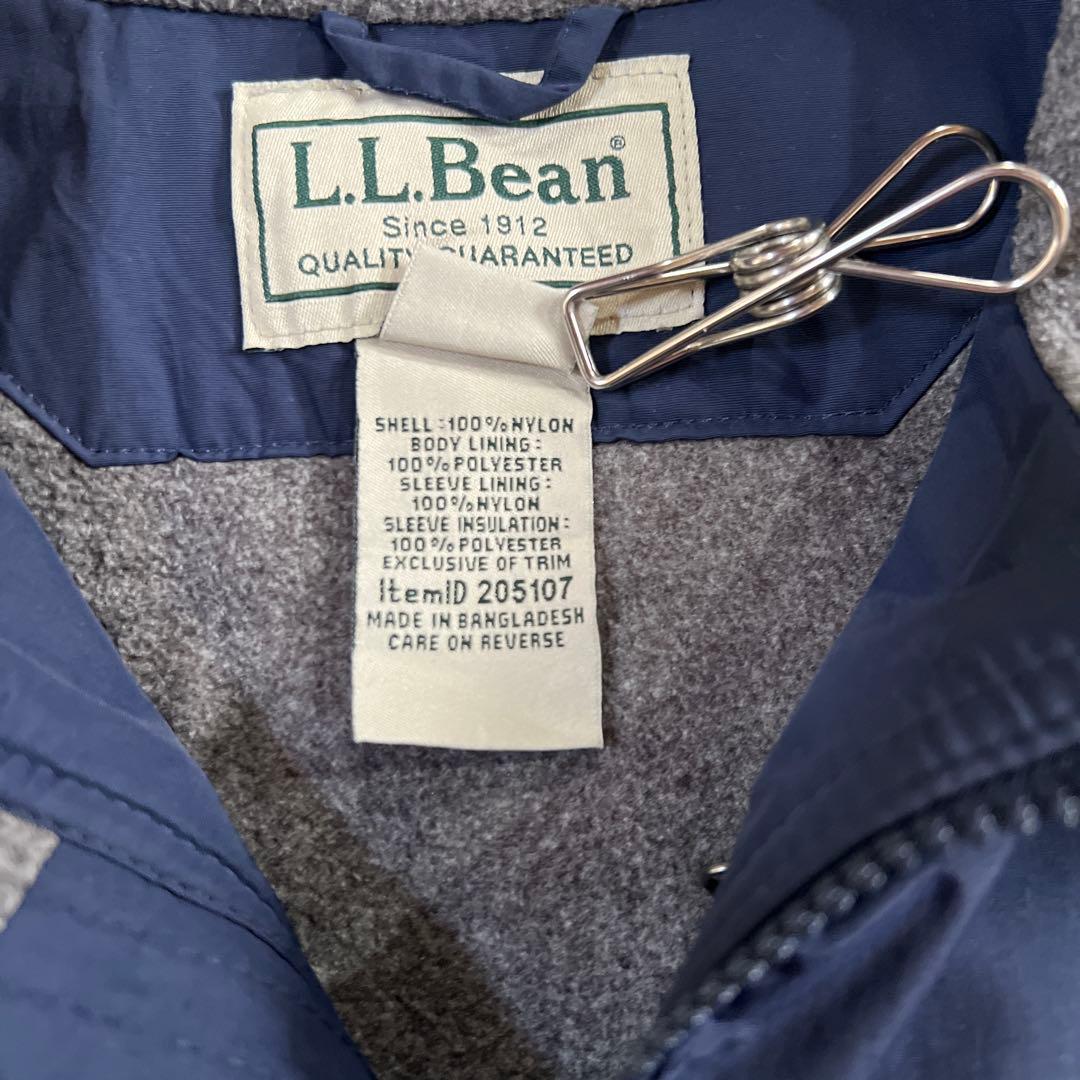 L.L.Bean®
Since 1912
QUALITY GUARANTEED
SHELL:100%NYLON
BODY LINING:
100%POLYESTER
SLEEVE LINING:
100%NYLON
SLEEVE INSULATION:
100%POLYESTER
EXCLUSIVE OF TRIM
ItemID 205107
MADE IN BANGLADESH
CARE ON REVERSE